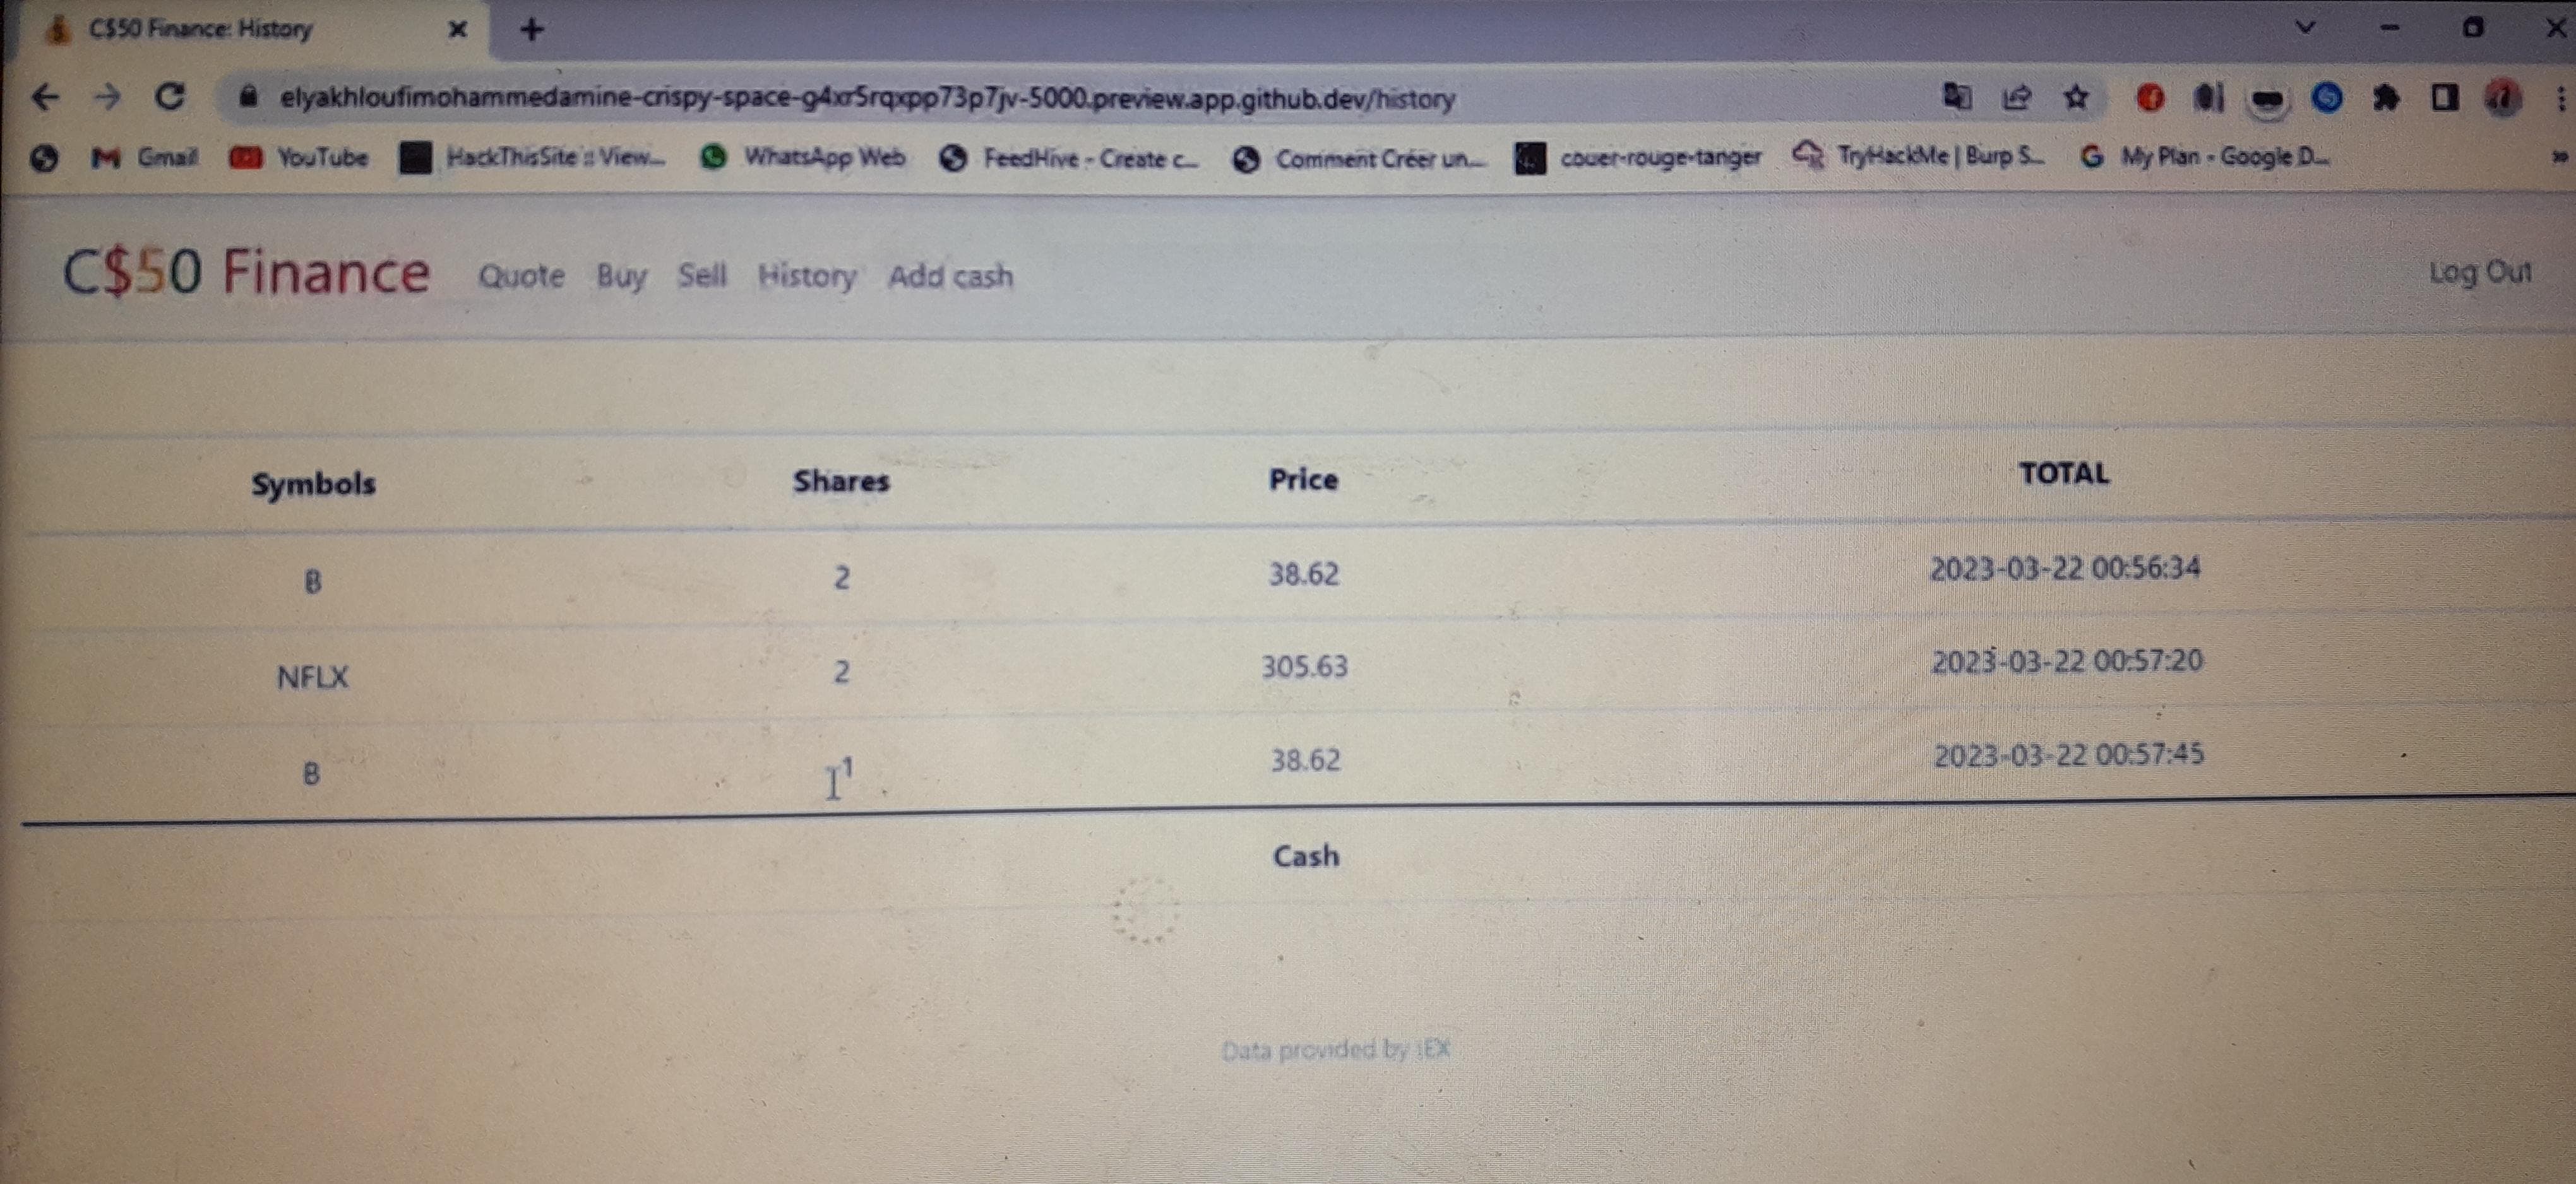 C$50 Finance: History
elyakhloufimohammedamine-crispy-space-g4xr5rqxpp73p7jv-5000.preview.app.github.dev/history
Gmail YouTube HackThisSite :: View... WhatsApp Web FeedHive - Create c... Comment Créer un... couer-rouge-tanger TryHackMe | Burp S... My Plan - Google D... »
C$50 Finance Quote Buy Sell History Add cash Log Out
Symbols Shares Price TOTAL
B 2 38.62 2023-03-22 00:56:34
NFLX 2 305.63 2023-03-22 00:57:20
B 1 38.62 2023-03-22 00:57:45
Cash
Data provided by IEX